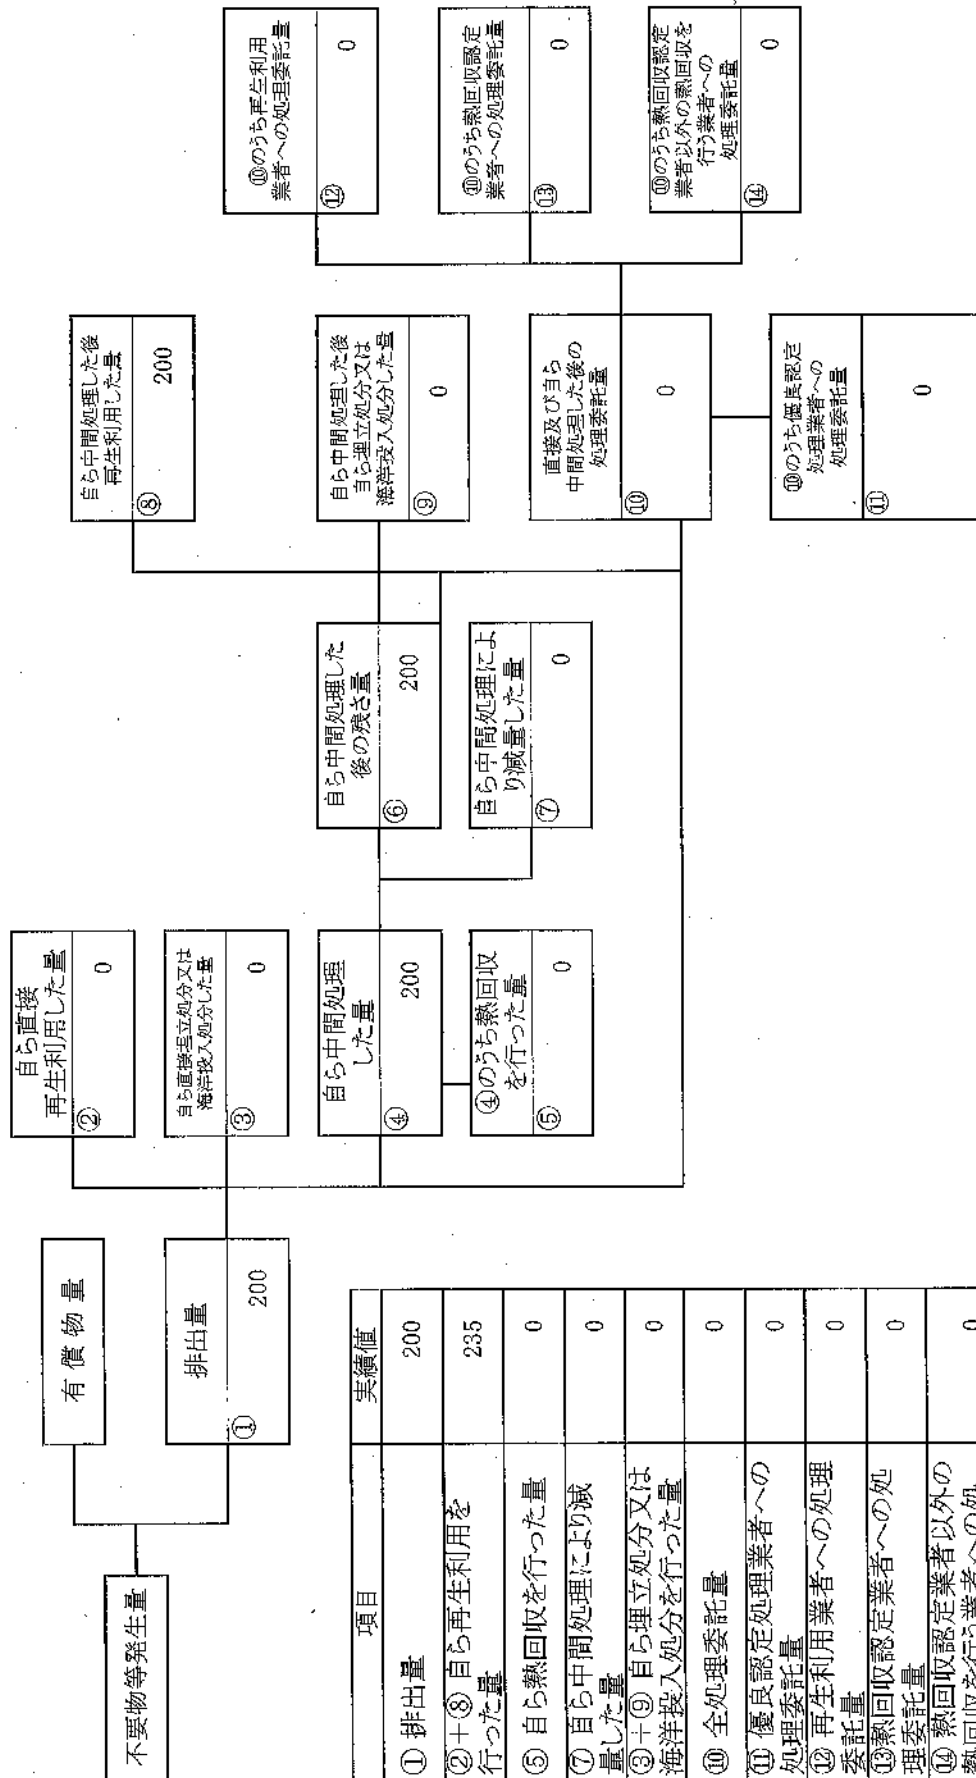 不要物等発生量
有償物量
排出量
①
200
自ら直接
再生利用した量
②
0
自ら直接埋立処分又は
海洋投入処分した量
③
0
自ら中間処理
した量
④
200
④のうち熱回収
を行った量
⑤
0
自ら中間処理した
後の残さ量
⑥
200
自ら中間処理によ
り減量した量
⑦
0
自ら中間処理した後
再生利用した量
⑧
200
自ら中間処理した後
自ら埋立処分又は
海洋投入処分した量
⑨
0
直接及び自ら
中間処理した後の
処理委託量
⑩
0
⑩のうち優良認定
処理業者への
処理委託量
⑪
0
⑩のうち再生利用
業者への処理委託量
⑫
0
⑩のうち熱回収認定
業者への処理委託量
⑬
0
⑩のうち熱回収認定
業者以外の熱回収を
行う業者への
処理委託量
⑭
0
項目 実績値
① 排出量 200
②+⑧ 自ら再生利用を
行った量 235
⑤ 自ら熱回収を行った量 0
⑦ 自ら中間処理により減
量した量 0
③+⑨ 自ら埋立処分又は
海洋投入処分を行った量 0
⑩ 全処理委託量 0
⑪ 優良認定処理業者への
処理委託量 0
⑫ 再生利用業者への処理
委託量 0
⑬熱回収認定業者への処
理委託量 0
⑭ 熱回収認定業者以外の
熱回収を行う業者への処 0